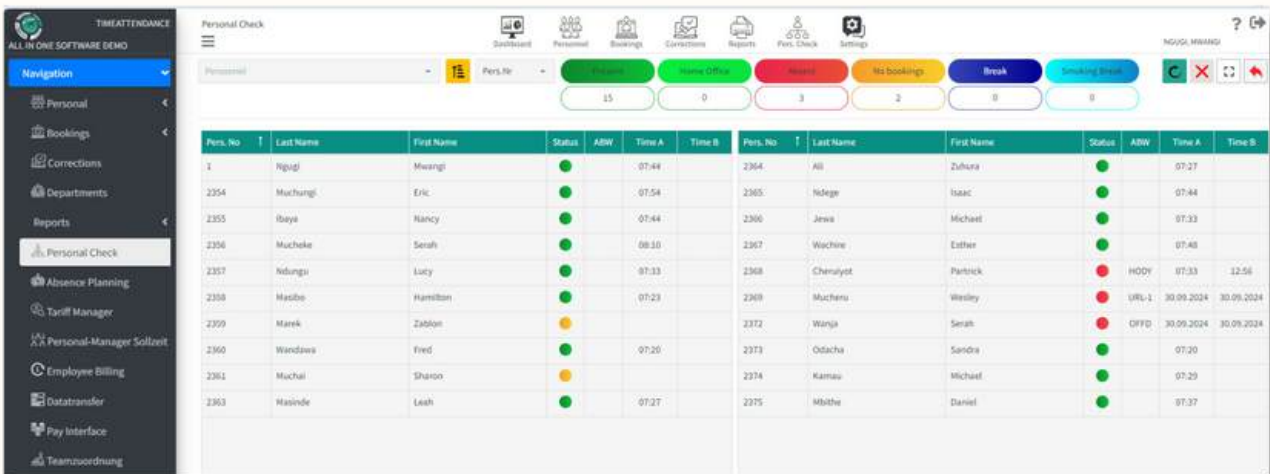 TIMEATTENDANCE
ALL IN ONE SOFTWARE DEMO
Personal Check
Dashboard Personnel Bookings Corrections Reports Pers. Check Settings
?
NGUGI, MWANGI
Navigation
Personal
Bookings
Corrections
Departments
Reports
Personal Check
Absence Planning
Tariff Manager
Personal-Manager Sollzeit
Employee Billing
Datatransfer
Pay Interface
Teamzuordnung
Personnel Pers.Nr Present Home Office Absent No bookings Break Smoking Break
15 0 3 2 0 0
Pers. No Last Name First Name Status ABW Time A Time B Pers. No Last Name First Name Status ABW Time A Time B
1 Ngugi Mwangi 07:44 2364 Ali Zuhura 07:27
2354 Muchungi Eric 07:54 2365 Ndege Isaac 07:44
2355 Ibaya Nancy 07:44 2366 Jewa Michael 07:33
2356 Mucheke Serah 08:10 2367 Wachire Esther 07:48
2357 Ndungu Lucy 07:33 2368 Cheruiyot Partrick HODY 07:33 12:56
2358 Masibo Hamilton 07:23 2369 Mucheru Wesley URL-1 30.09.2024 30.09.2024
2359 Marek Zablon 2372 Wanja Serah OFFD 30.09.2024 30.09.2024
2360 Wandawa Fred 07:20 2373 Odacha Sandra 07:20
2361 Muchai Sharon 2374 Kamau Michael 07:29
2363 Masinde Leah 07:27 2375 Mbithe Daniel 07:37